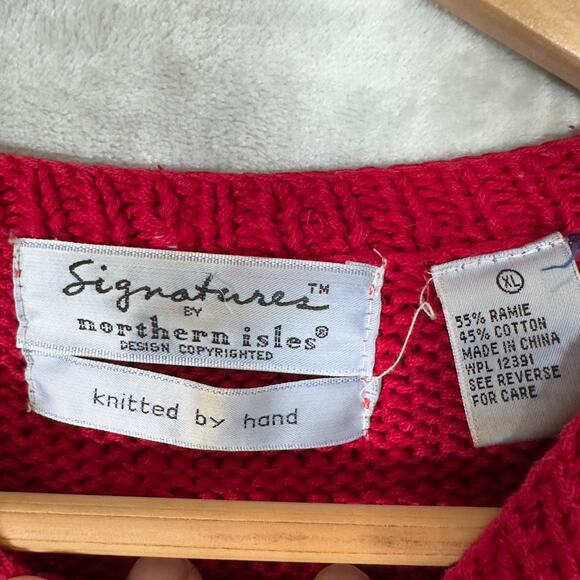 Signatures™
BY
northern isles®
DESIGN COPYRIGHTED
knitted by hand
XL
55% RAMIE
45% COTTON
MADE IN CHINA
WPL 12391
SEE REVERSE
FOR CARE